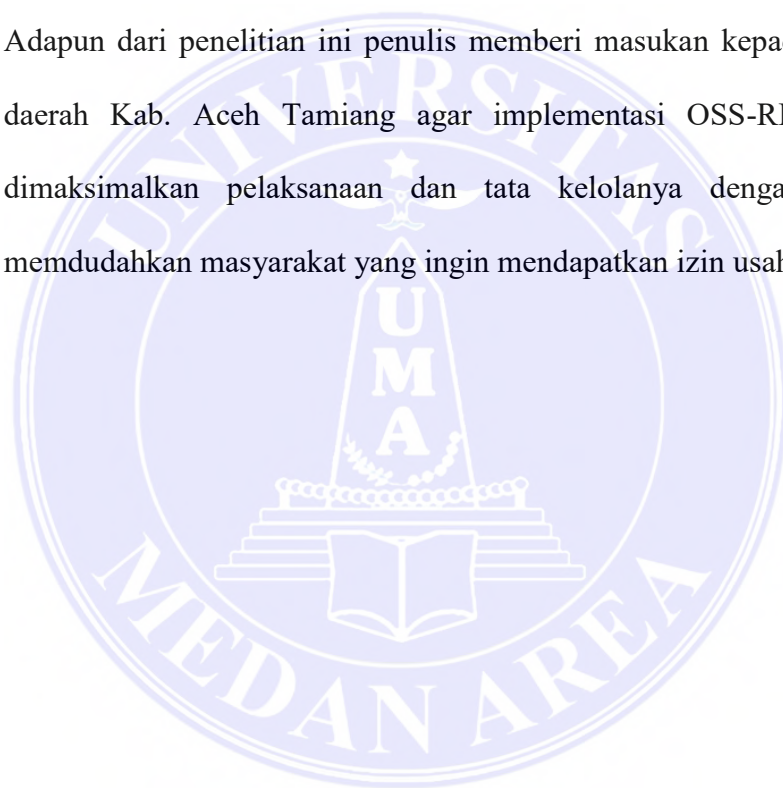 Adapun dari penelitian ini penulis memberi masukan
daerah Kab. Aceh Tamiang agar implementasi
dimaksimalkan pelaksanaan dan tata kelolanya
memdudahkan masyarakat yang ingin mendapatkan izin
UNIVERSITAS
U
M
A
MEDAN AREA